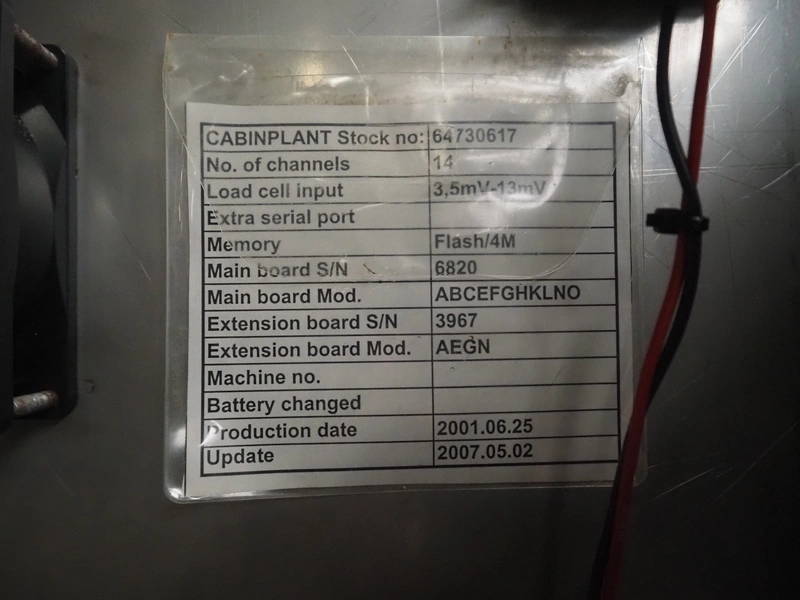 CABINPLANT Stock no: 64730617
No. of channels 14
Load cell input 3,5mV-13mV
Extra serial port
Memory Flash/4M
Main board S/N 6820
Main board Mod. ABCEFGHKLNO
Extension board S/N 3967
Extension board Mod. AEGN
Machine no.
Battery changed
Production date 2001.06.25
Update 2007.05.02